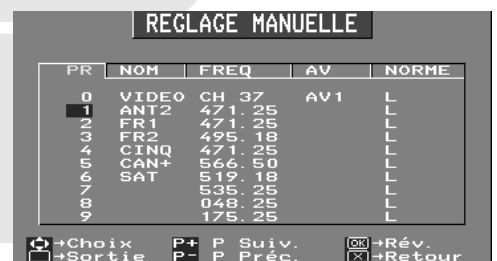 REGLAGE MANUELLE
PR NOM FREQ AV NORME
0 VIDEO CH 37 AV1 L
1 ANT2 471.25 L
2 FR1 471.25 L
3 FR2 495.18 L
4 CINQ 471.25 L
5 CAN+ 566.50 L
6 SAT 519.18 L
7 535.25 L
8 048.25 L
9 175.25 L
→Choix P+ P Suiv. OK→Rév.
→Sortie P- P Préc. X→Retour